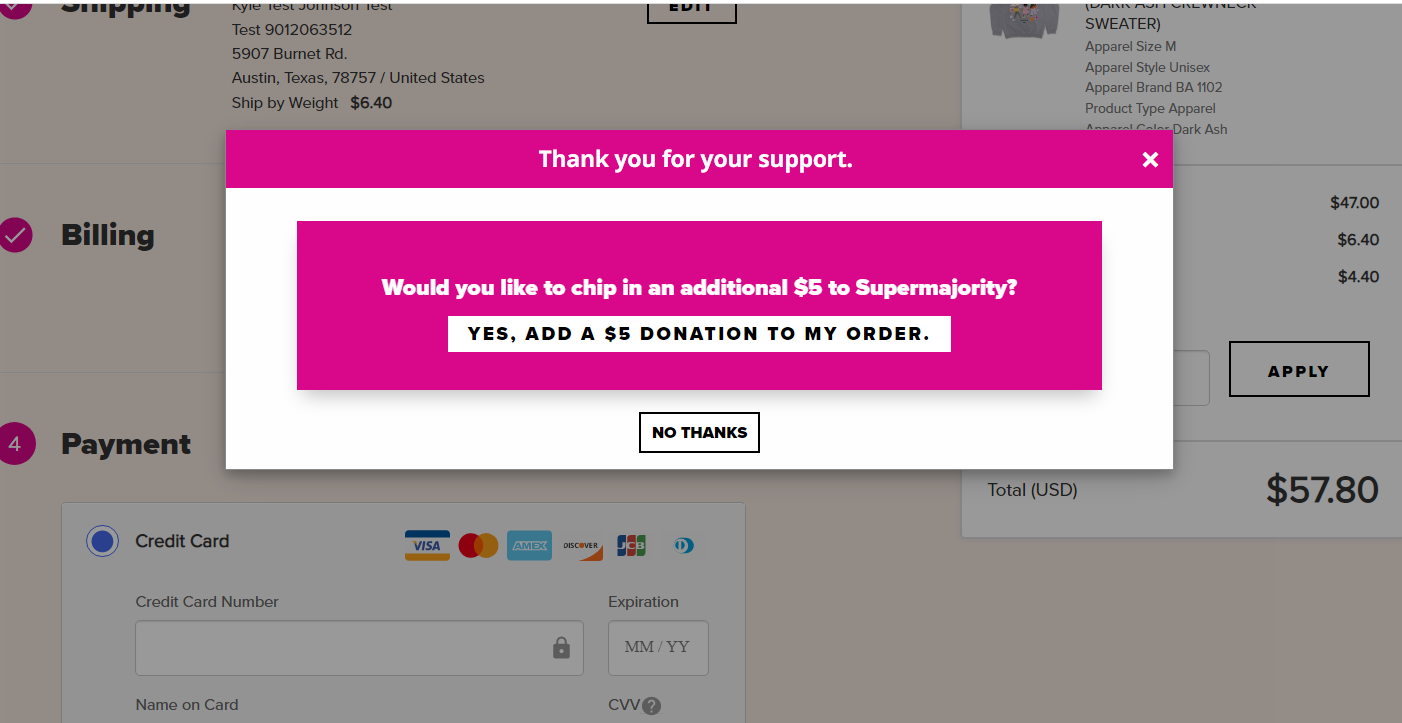 Shipping
Kyle Test Johnson Test
Test 9012063512
5907 Burnet Rd.
Austin, Texas, 78757 / United States
Ship by Weight $6.40
EDIT
(DARK ASH CREWNECK
SWEATER)
Apparel Size M
Apparel Style Unisex
Apparel Brand BA 1102
Product Type Apparel
Apparel Color Dark Ash
Thank you for your support.
×
Would you like to chip in an additional $5 to Supermajority?
YES, ADD A $5 DONATION TO MY ORDER.
NO THANKS
$47.00
$6.40
$4.40
APPLY
Total (USD) $57.80
Billing
4 Payment
Credit Card
VISA
AMEX
DISCOVER
JCB
Credit Card Number
Expiration
MM / YY
Name on Card
CVV ?